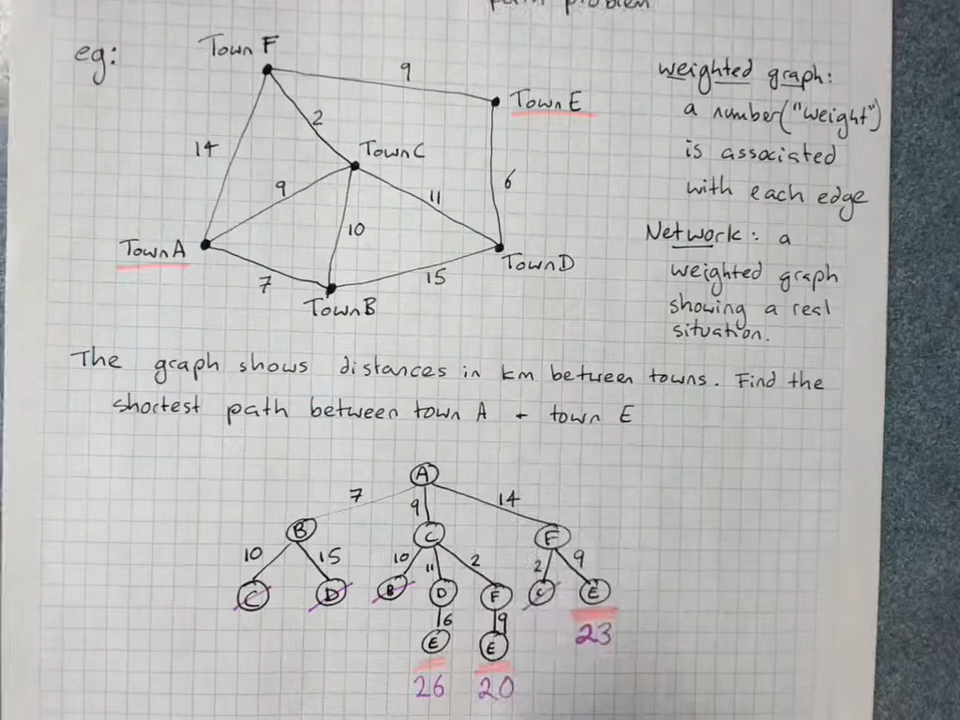 path problem
eg:
Town F
9
Town E
2
Town C
14
9
11
6
10
Town A
Town D
7
15
Town B
weighted graph:
a number("weight")
is associated
with each edge
Network: a
weighted graph
showing a real
situation.
The graph shows distances in km between towns. Find the
shortest path between town A + town E
A
7
9
14
B
C
F
10
15
10
11
2
2
9
C
D
B
D
F
C
E
6
9
23
E
E
26
20